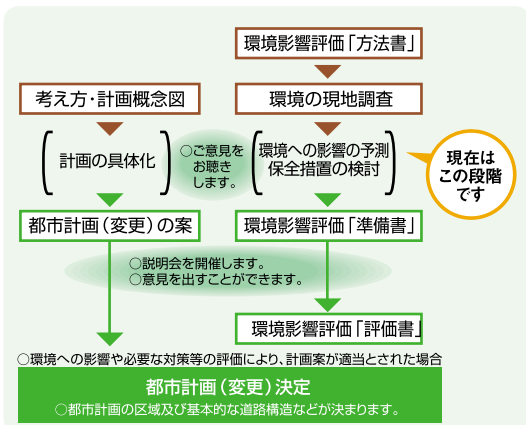 環境影響評価「方法書」
考え方・計画概念図
環境の現地調査
計画の具体化
○ご意見を
お聴き
します。
環境への影響の予測
保全措置の検討
現在は
この段階
です
都市計画（変更）の案
環境影響評価「準備書」
○説明会を開催します。
○意見を出すことができます。
環境影響評価「評価書」
○環境への影響や必要な対策等の評価により、計画案が適当とされた場合
都市計画（変更）決定
○都市計画の区域及び基本的な道路構造などが決まります。